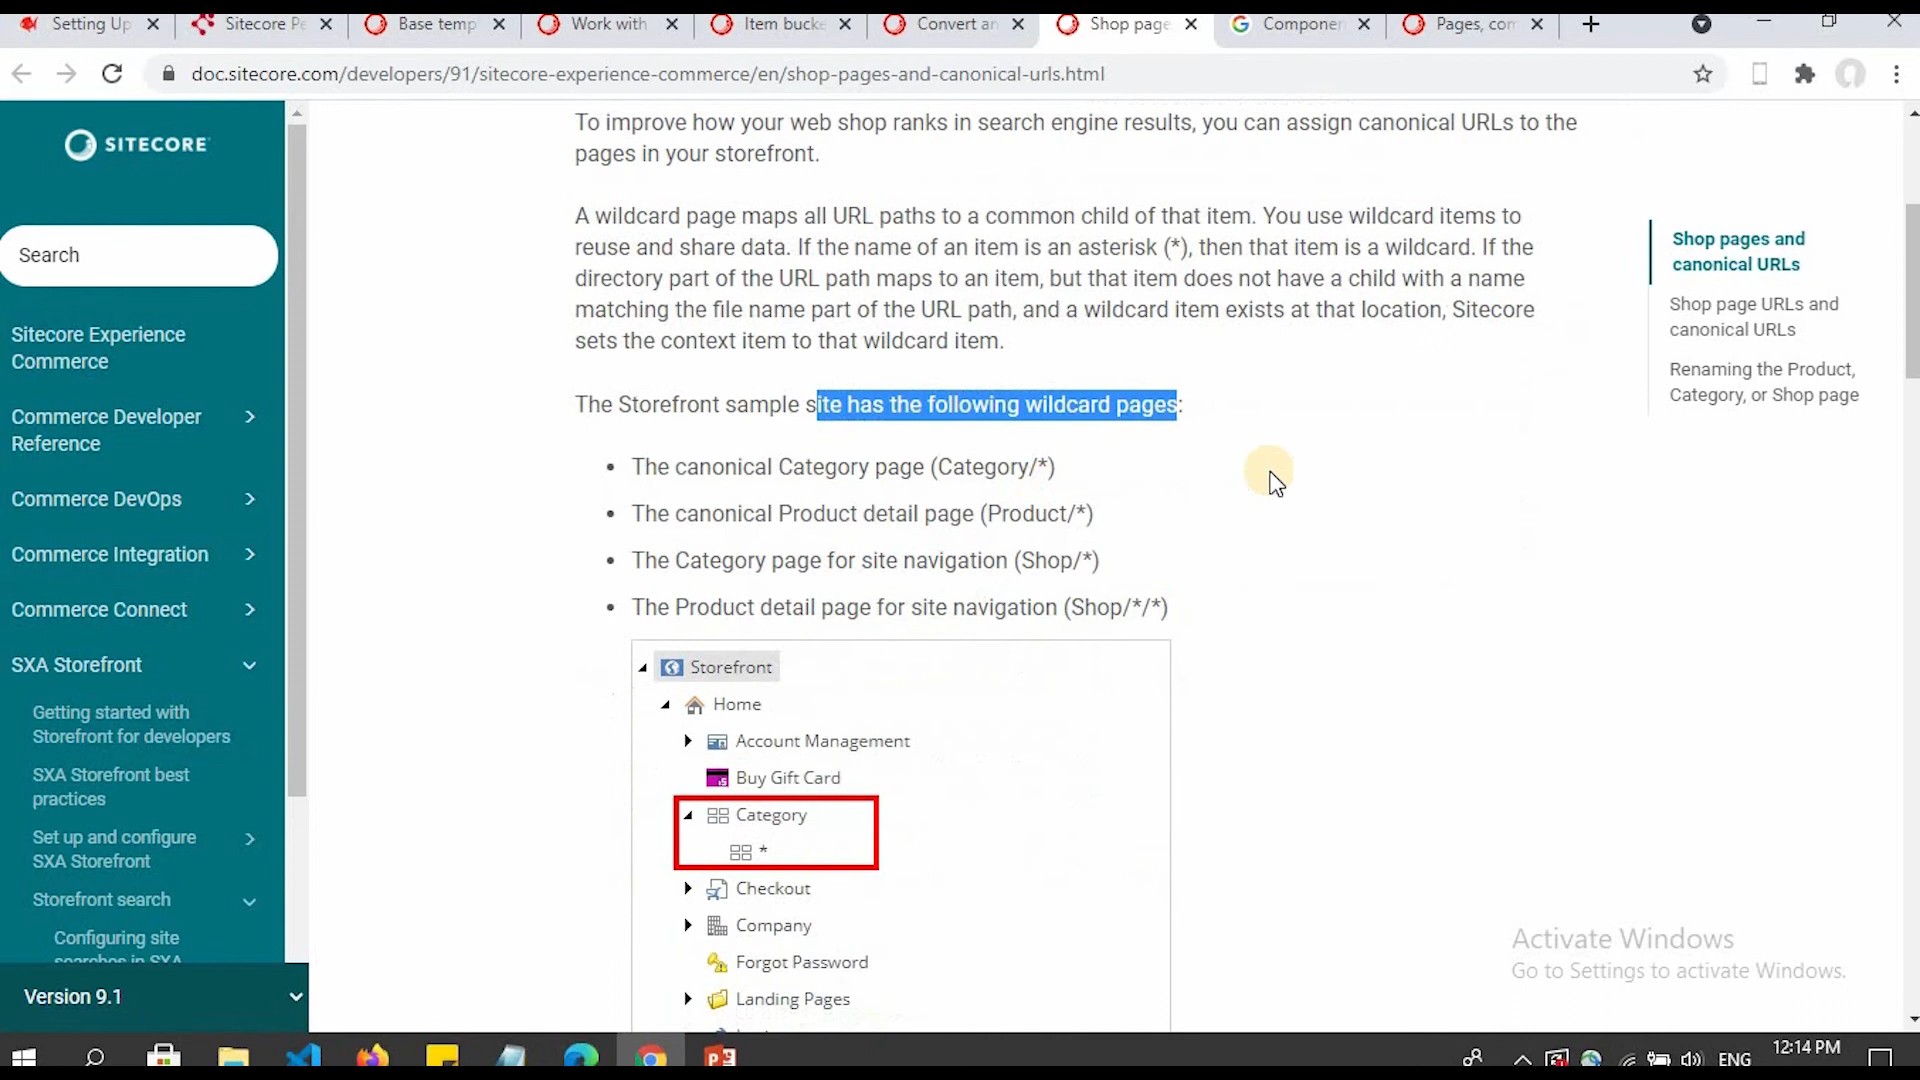 Setting Up
Sitecore Pe
Base temp
Work with
Item bucke
Convert an
Shop page
Componen
Pages, com
doc.sitecore.com/developers/91/sitecore-experience-commerce/en/shop-pages-and-canonical-urls.html
SITECORE
Search
Sitecore Experience
Commerce
Commerce Developer
Reference
Commerce DevOps
Commerce Integration
Commerce Connect
SXA Storefront
Getting started with
Storefront for developers
SXA Storefront best
practices
Set up and configure
SXA Storefront
Storefront search
Configuring site
searches in SXA
Version 9.1
To improve how your web shop ranks in search engine results, you can assign canonical URLs to the
pages in your storefront.
A wildcard page maps all URL paths to a common child of that item. You use wildcard items to
reuse and share data. If the name of an item is an asterisk (*), then that item is a wildcard. If the
directory part of the URL path maps to an item, but that item does not have a child with a name
matching the file name part of the URL path, and a wildcard item exists at that location, Sitecore
sets the context item to that wildcard item.
The Storefront sample site has the following wildcard pages:
• The canonical Category page (Category/*)
• The canonical Product detail page (Product/*)
• The Category page for site navigation (Shop/*)
• The Product detail page for site navigation (Shop/*/*)
Storefront
Home
Account Management
Buy Gift Card
Category
*
Checkout
Company
Forgot Password
Landing Pages
Shop pages and
canonical URLs
Shop page URLs and
canonical URLs
Renaming the Product,
Category, or Shop page
Activate Windows
Go to Settings to activate Windows.
ENG
12:14 PM